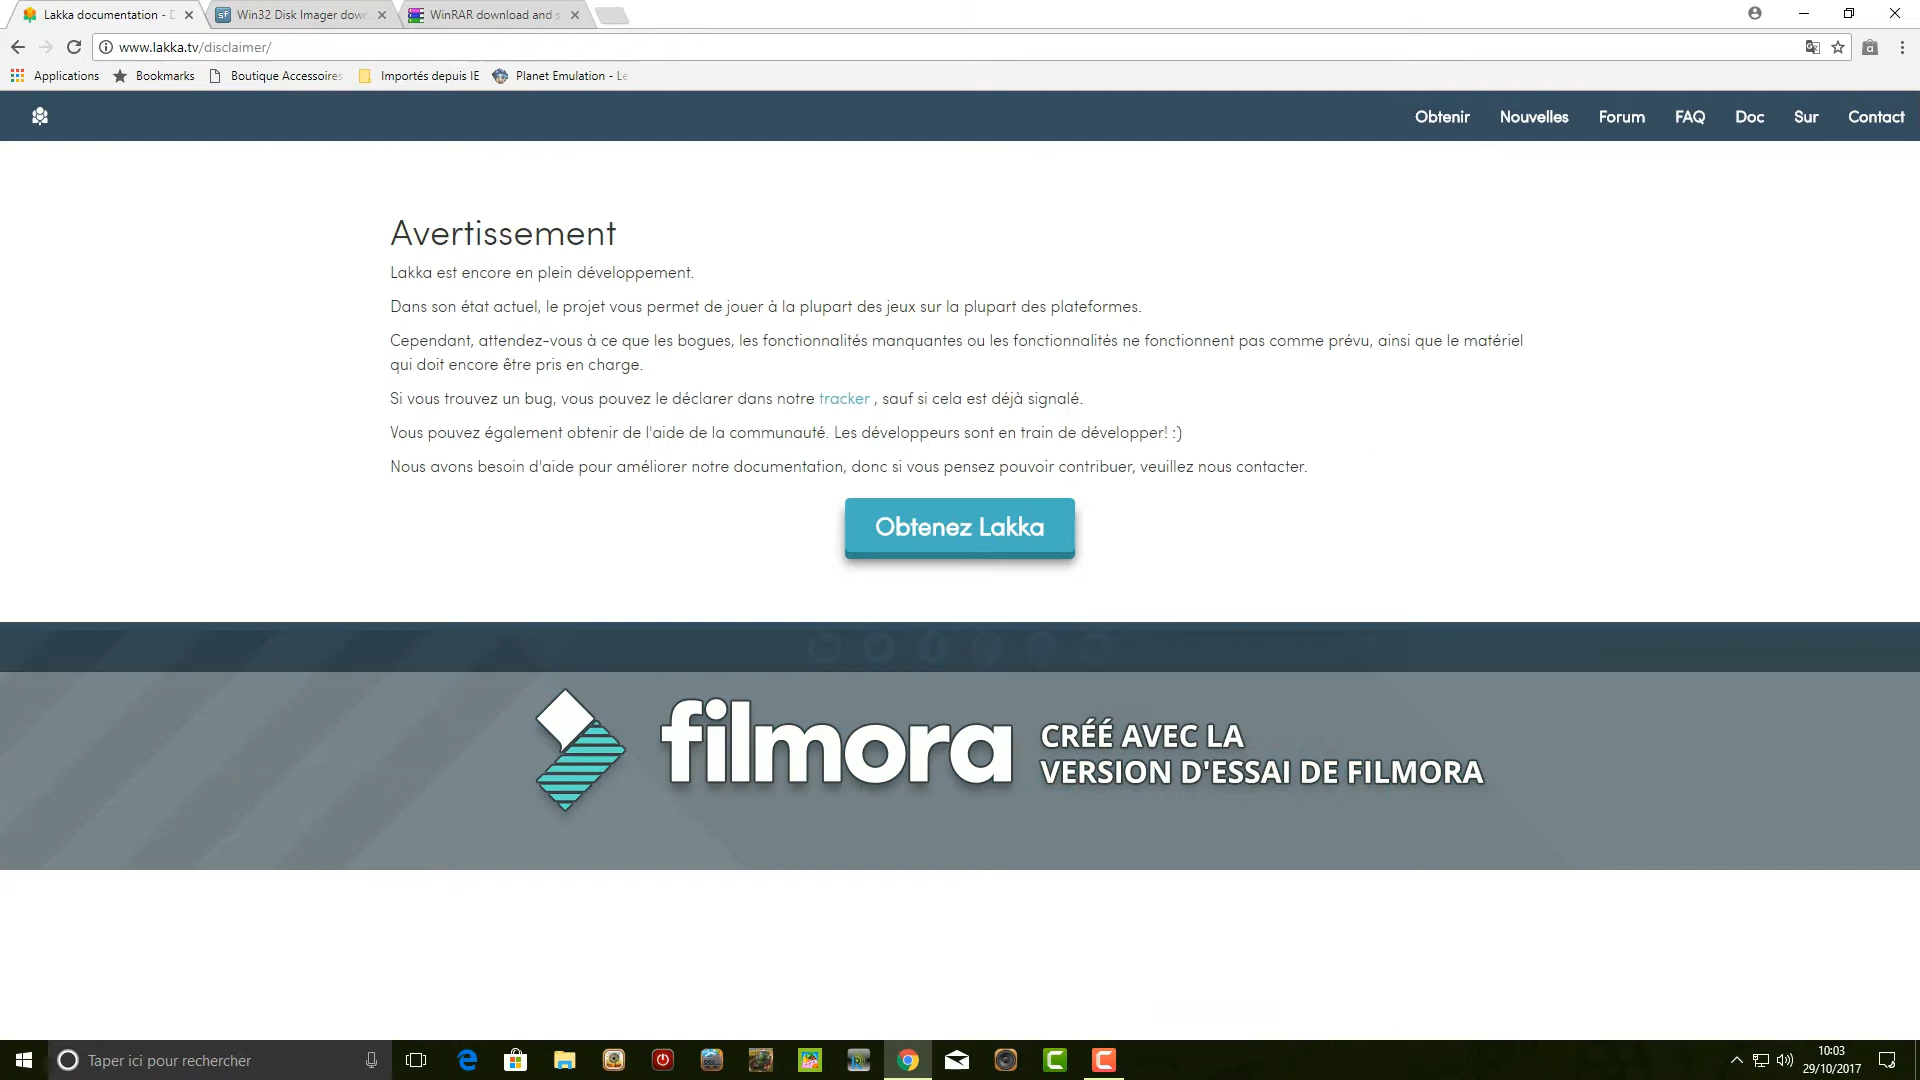 Lakka documentation - D
Win32 Disk Imager down
WinRAR download and s
www.lakka.tv/disclaimer/
Applications
Bookmarks
Boutique Accessoires
Importés depuis IE
Planet Emulation - Le
Obtenir
Nouvelles
Forum
FAQ
Doc
Sur
Contact
Avertissement
Lakka est encore en plein développement.
Dans son état actuel, le projet vous permet de jouer à la plupart des jeux sur la plupart des plateformes.
Cependant, attendez-vous à ce que les bogues, les fonctionnalités manquantes ou les fonctionnalités ne fonctionnent pas comme prévu, ainsi que le matériel
qui doit encore être pris en charge.
Si vous trouvez un bug, vous pouvez le déclarer dans notre tracker , sauf si cela est déjà signalé.
Vous pouvez également obtenir de l'aide de la communauté. Les développeurs sont en train de développer! :)
Nous avons besoin d'aide pour améliorer notre documentation, donc si vous pensez pouvoir contribuer, veuillez nous contacter.
Obtenez Lakka
filmora
CRÉÉ AVEC LA
VERSION D'ESSAI DE FILMORA
Taper ici pour rechercher
10:03
29/10/2017